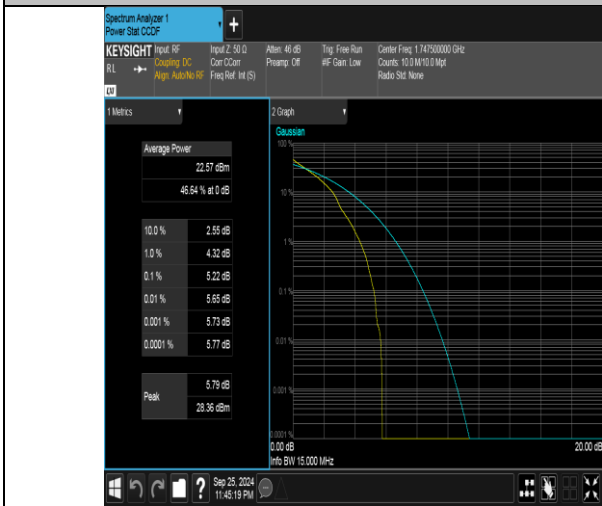 Spectrum Analyzer 1
Power Stat CCDF
+
KEYSIGHT Input: RF Input Z: 50 Ω Atten: 46 dB Trig: Free Run Center Freq: 1.747500000 GHz
RL Coupling: DC Corr CCorr Preamp: Off #IF Gain: Low Counts: 10.0 M/10.0 Mpt
Align: Auto/No RF Freq Ref: Int (S) Radio Std: None
LXI
1 Metrics
Average Power
22.57 dBm
46.64 % at 0 dB
10.0 % 2.55 dB
1.0 % 4.32 dB
0.1 % 5.22 dB
0.01 % 5.65 dB
0.001 % 5.73 dB
0.0001 % 5.77 dB
Peak
5.79 dB
28.36 dBm
2 Graph
Gaussian
100 %
10 %
1 %
0.1 %
0.01 %
0.001 %
0.0001 %
0.00 dB 20.00 dB
Info BW 15.000 MHz
? Sep 25, 2024
11:45:19 PM